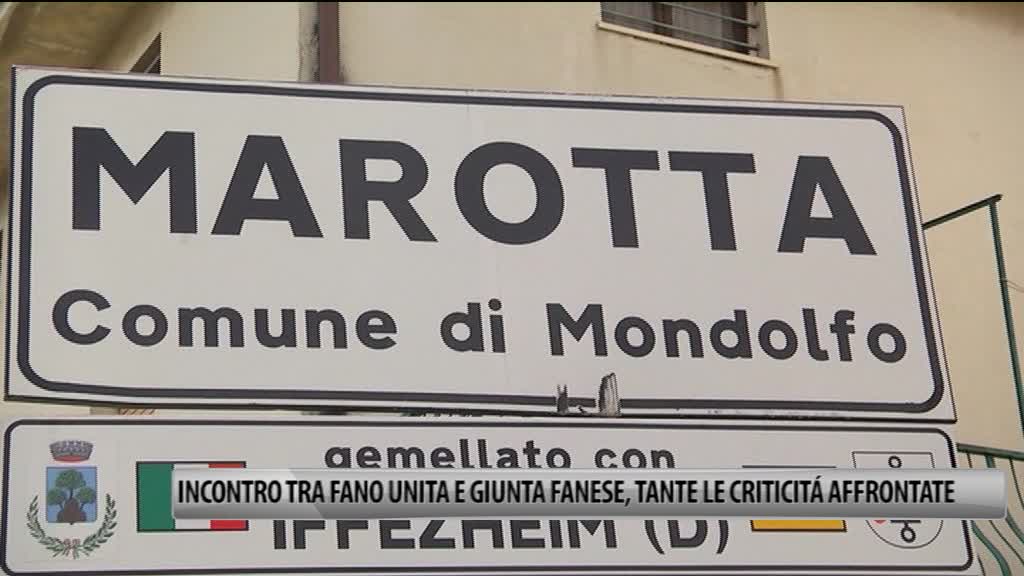 MAROTTA
Comune di Mondolfo
gemellato con
INCONTRO TRA FANO UNITA E GIUNTA FANESE, TANTE LE CRITICITÁ AFFRONTATE
IFFEZHEIM (D)